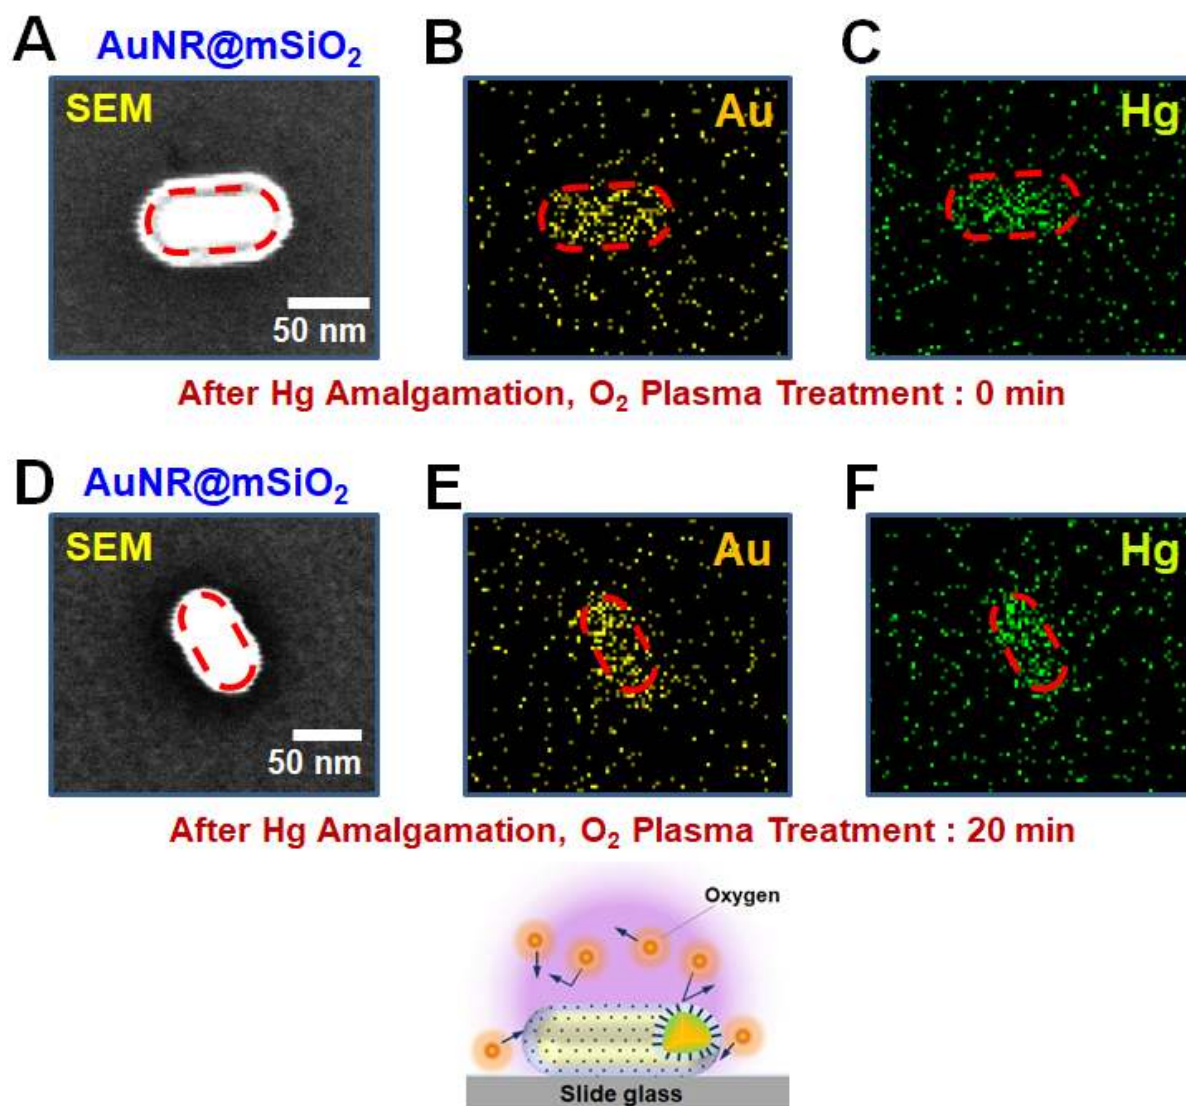 A AuNR@mSiO₂ B C
SEM Au Hg
50 nm
After Hg Amalgamation, O₂ Plasma Treatment : 0 min
D AuNR@mSiO₂ E F
SEM Au Hg
50 nm
After Hg Amalgamation, O₂ Plasma Treatment : 20 min
Oxygen
Slide glass